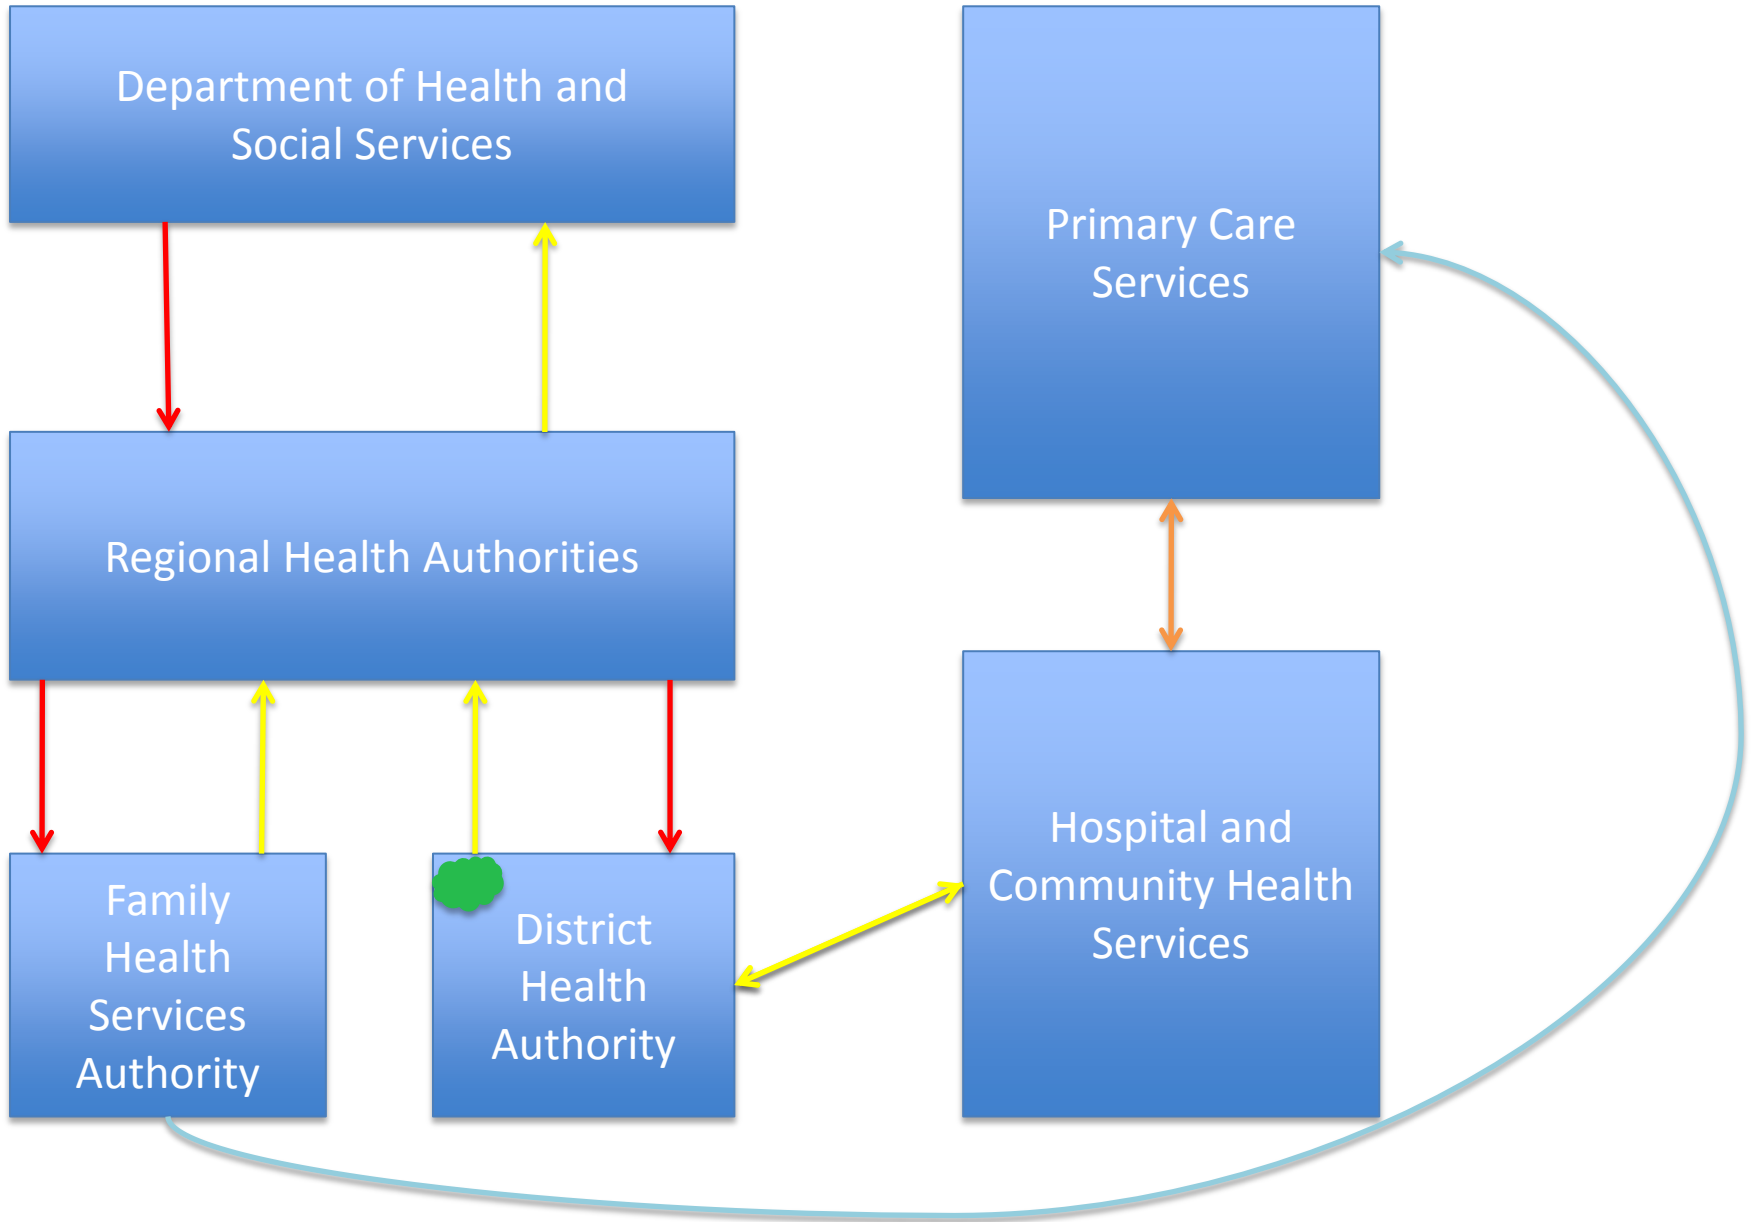 Department of Health and
Social Services
Primary Care
Services
Regional Health Authorities
Hospital and
Community Health
Services
Family
Health
Services
Authority
District
Health
Authority